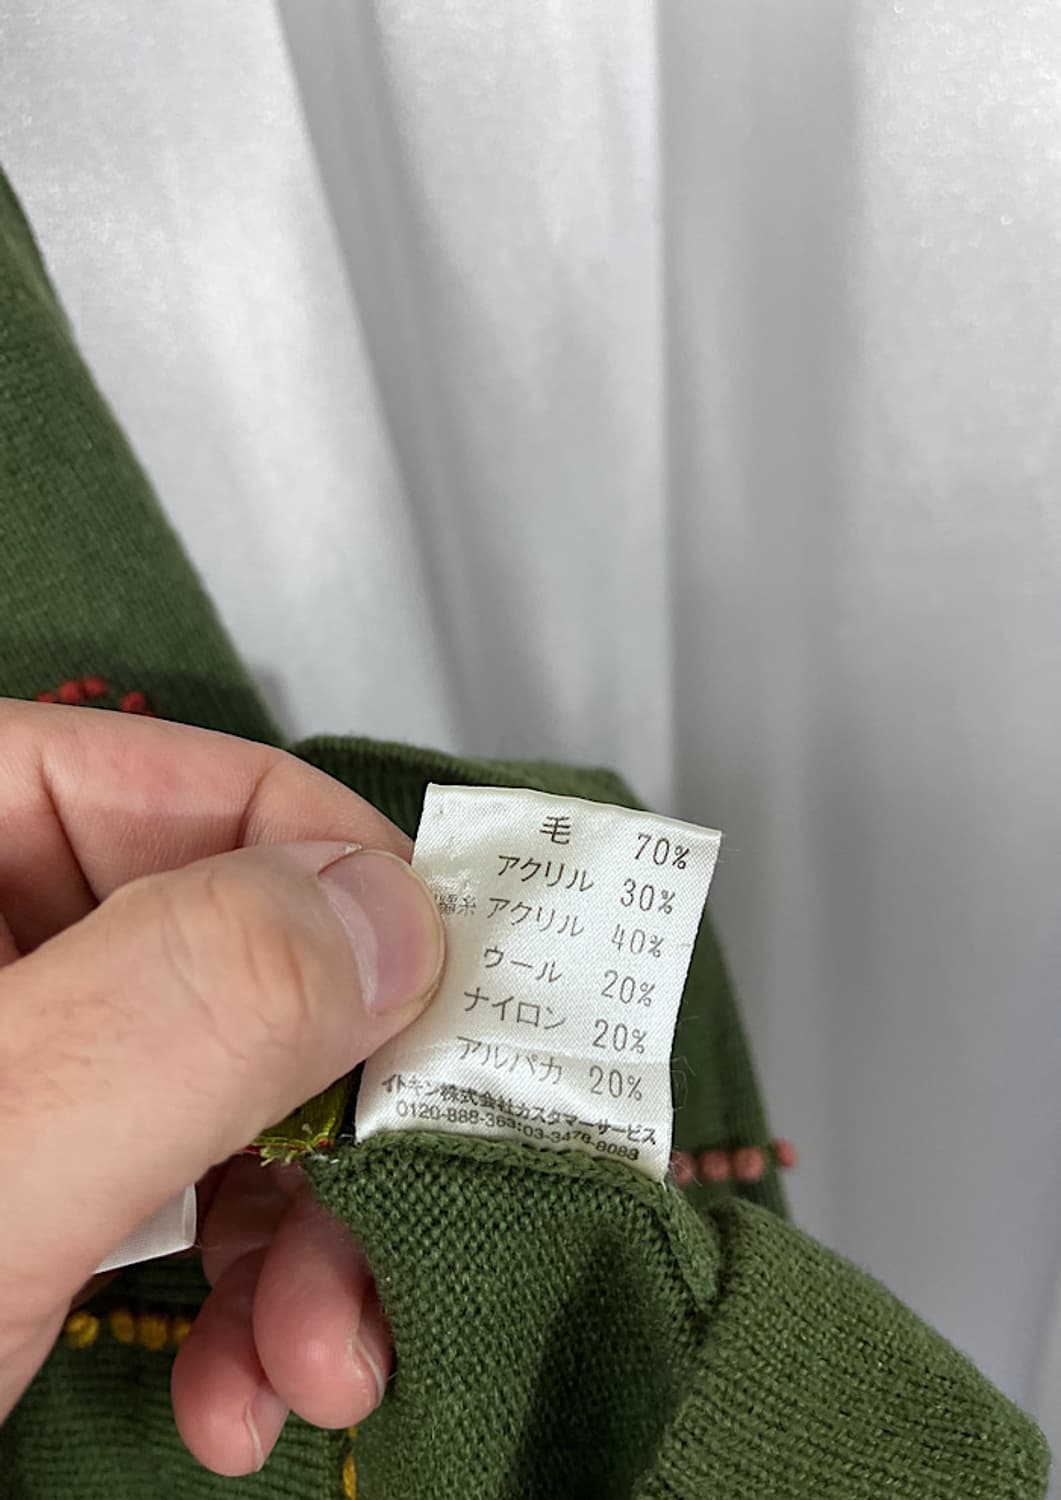 毛 70%
アクリル 30%
アクリル 40%
ウール 20%
ナイロン 20%
アルパカ 20%
イトキン株式会社カスタマーサービス
0120-888-363:03-3478-8088